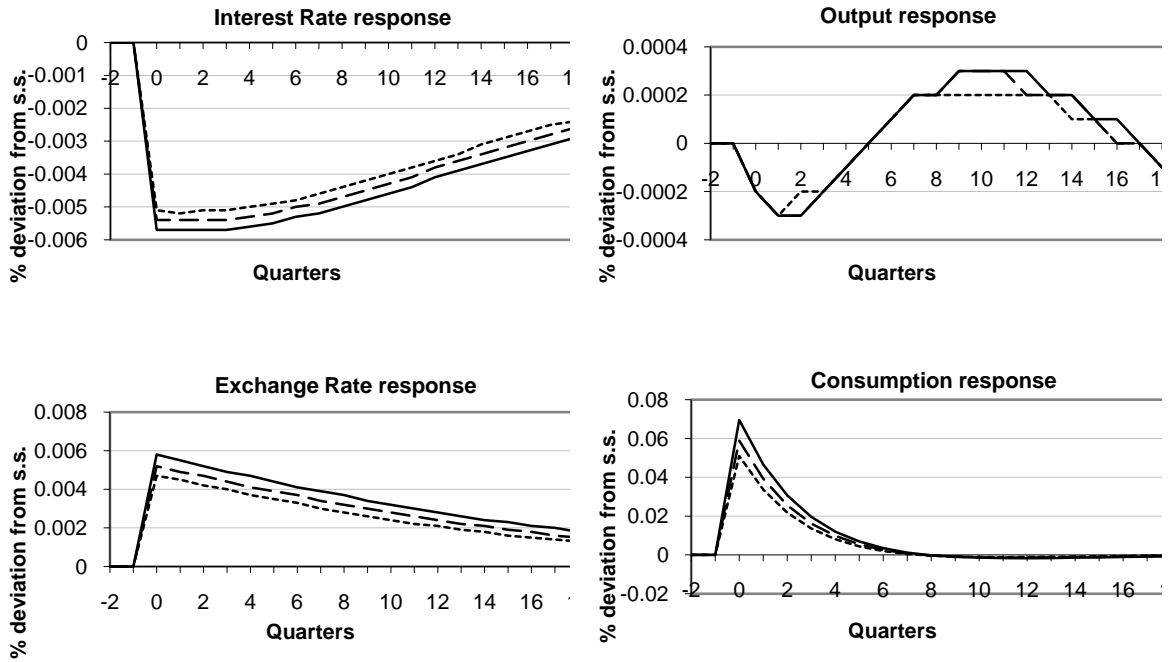 Interest Rate response
0
-0.001
-0.002
-0.003
-0.004
-0.005
-0.006
-2 0 2 4 6 8 10 12 14 16 1
% deviation from s.s.
Quarters
Output response
0.0004
0.0002
0
-0.0002
-0.0004
-2 0 2 4 6 8 10 12 14 16 18
% deviation from s.s.
Quarters
Exchange Rate response
0.008
0.006
0.004
0.002
0
-2 0 2 4 6 8 10 12 14 16 1
% deviation from s.s.
Quarters
Consumption response
0.08
0.06
0.04
0.02
0
-0.02
-2 0 2 4 6 8 10 12 14 16
% deviation from s.s.
Quarters